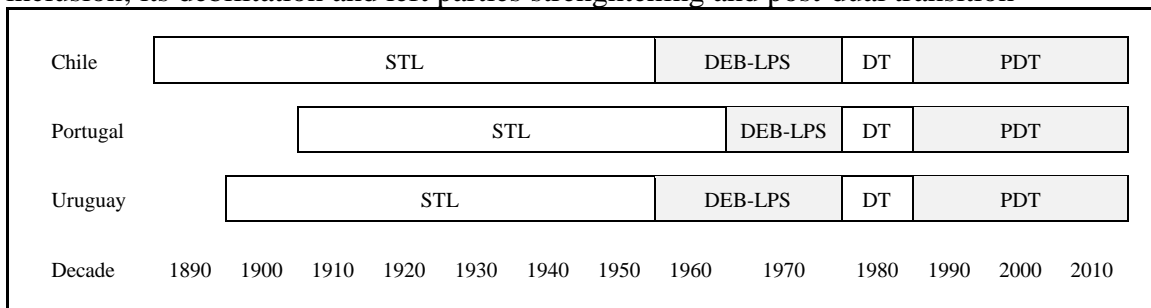 inclusion, its debilitation and left parties strenghtening and post-dual transition
Chile STL DEB-LPS DT PDT
Portugal STL DEB-LPS DT PDT
Uruguay STL DEB-LPS DT PDT
Decade 1890 1900 1910 1920 1930 1940 1950 1960 1970 1980 1990 2000 2010